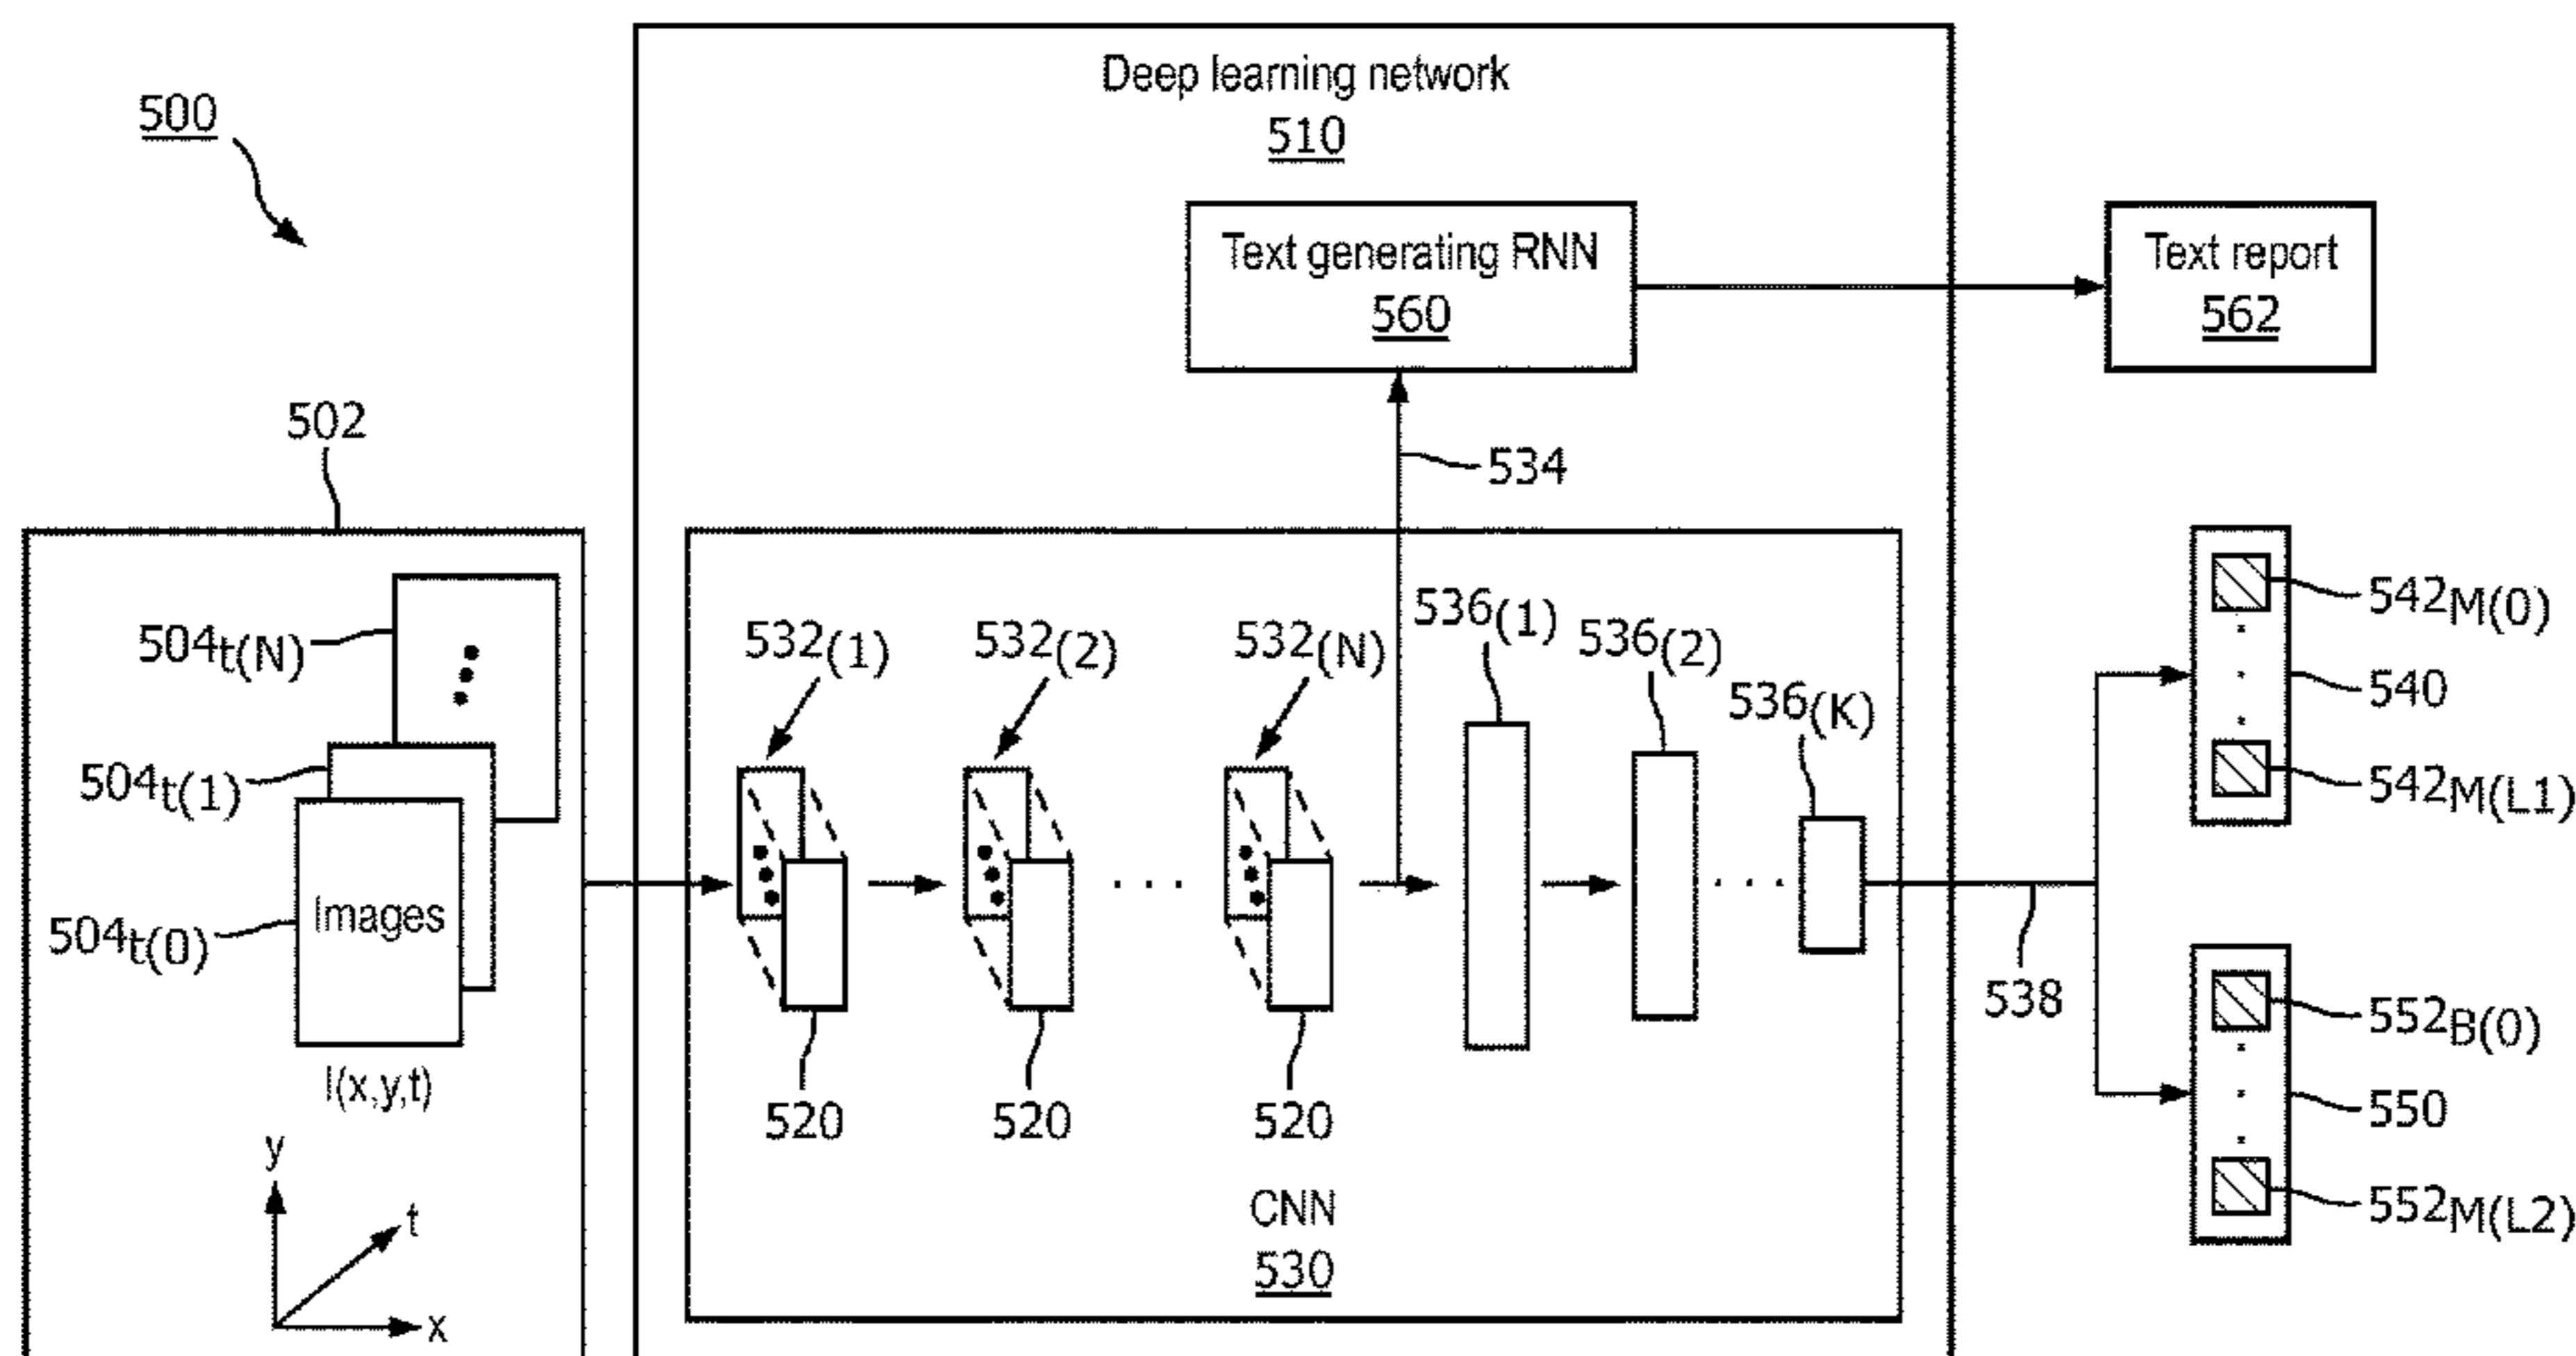 Deep learning network
510
500
Text generating RNN
560
Text report
562
502
534
504t(N)
504t(1)
504t(0)
Images
I(x,y,t)
y
t
x
532(1)
532(2)
532(N)
536(1)
536(2)
536(K)
520
520
520
CNN
530
538
542M(0)
540
542M(L1)
552B(0)
550
552M(L2)